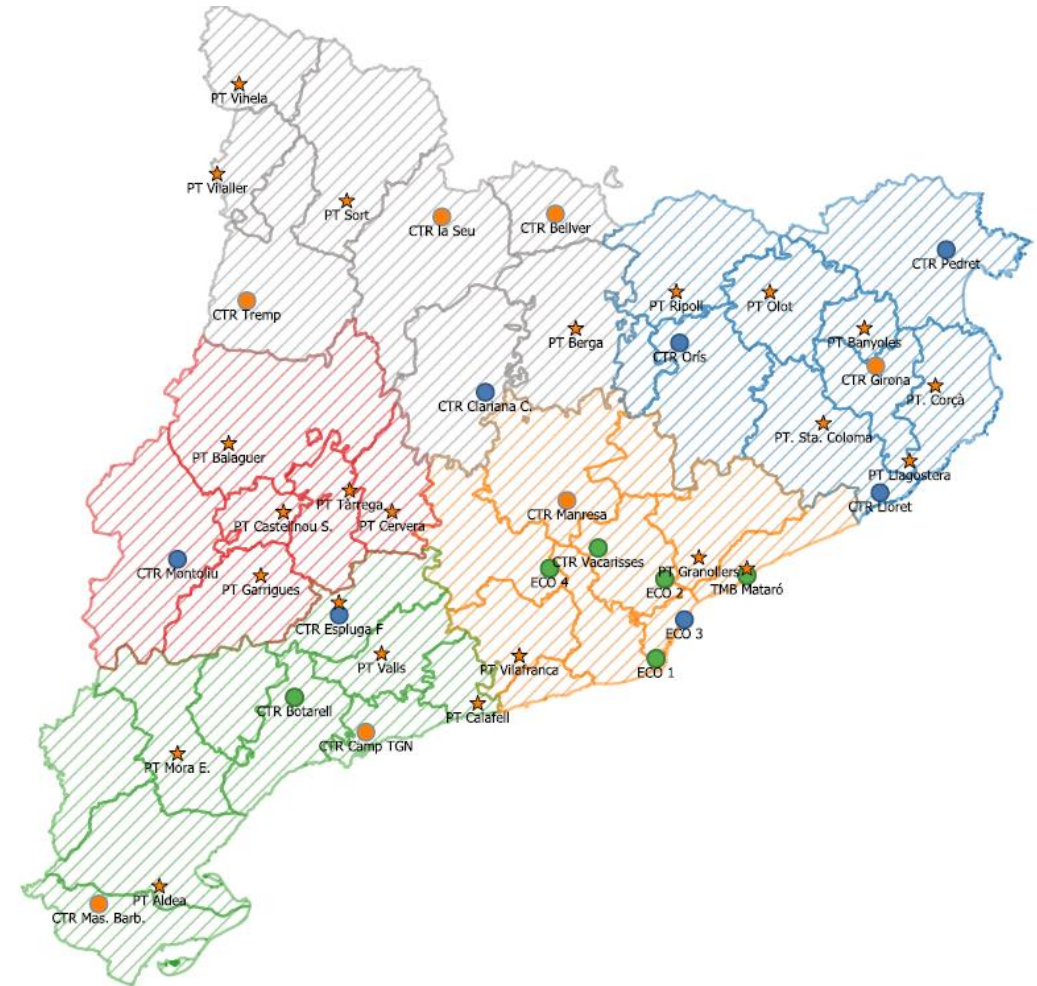 PT Vihela
PT Vilaller
PT Sort
CTR la Seu
CTR Bellver
CTR Pedret
CTR Tremp
PT Ripoll
PT Olot
PT Berga
PT Banyoles
CTR Orís
CTR Girona
PT. Corçà
CTR Clariana C.
PT. Sta. Coloma
PT Balaguer
PT Llagostera
PT Tàrrega
CTR Lloret
CTR Manresa
PT Castellnou S.
PT Cervera
CTR Vacarisses
CTR Montoliu
PT Granollers
ECO 4
PT Garrigues
ECO 2
TMB Mataró
CTR Espluga F
ECO 3
PT Valls
PT Vilafranca
ECO 1
CTR Botarell
PT Calafell
CTR Camp TGN
PT Móra E.
PT Aldea
CTR Mas. Barb.